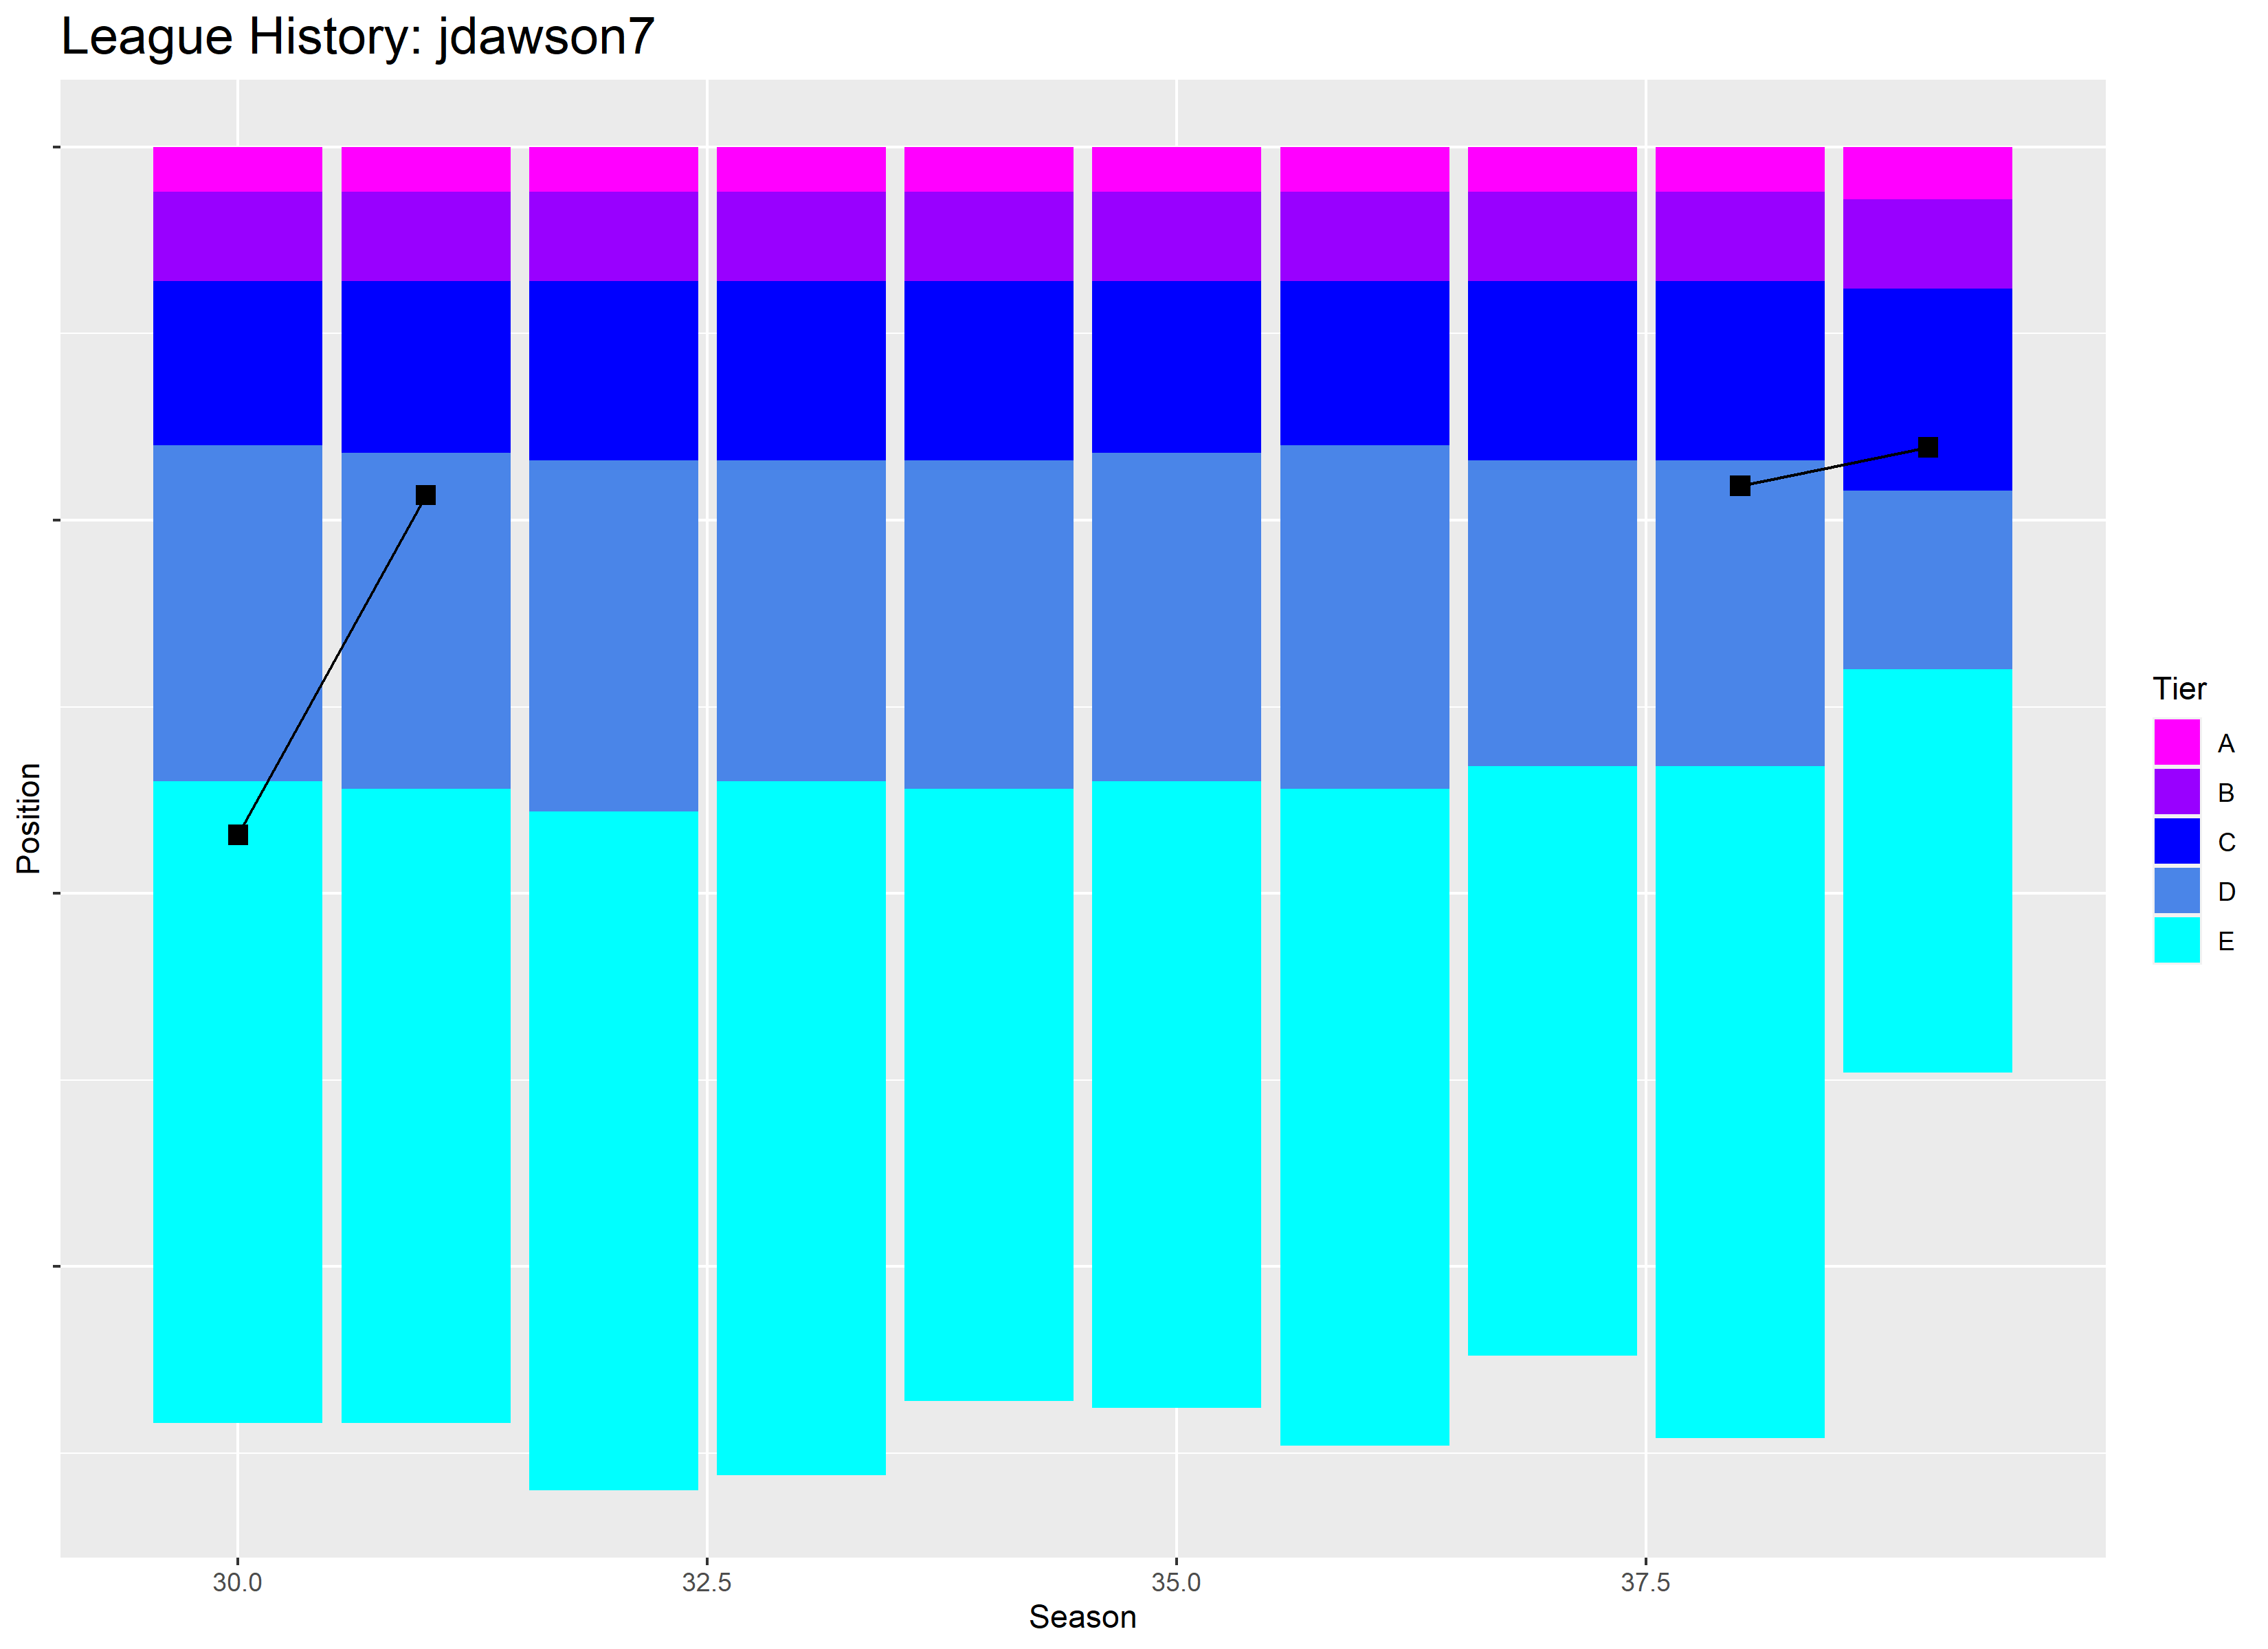 League History: jdawson7
Position
30.0
32.5
35.0
37.5
Season
Tier
A
B
C
D
E